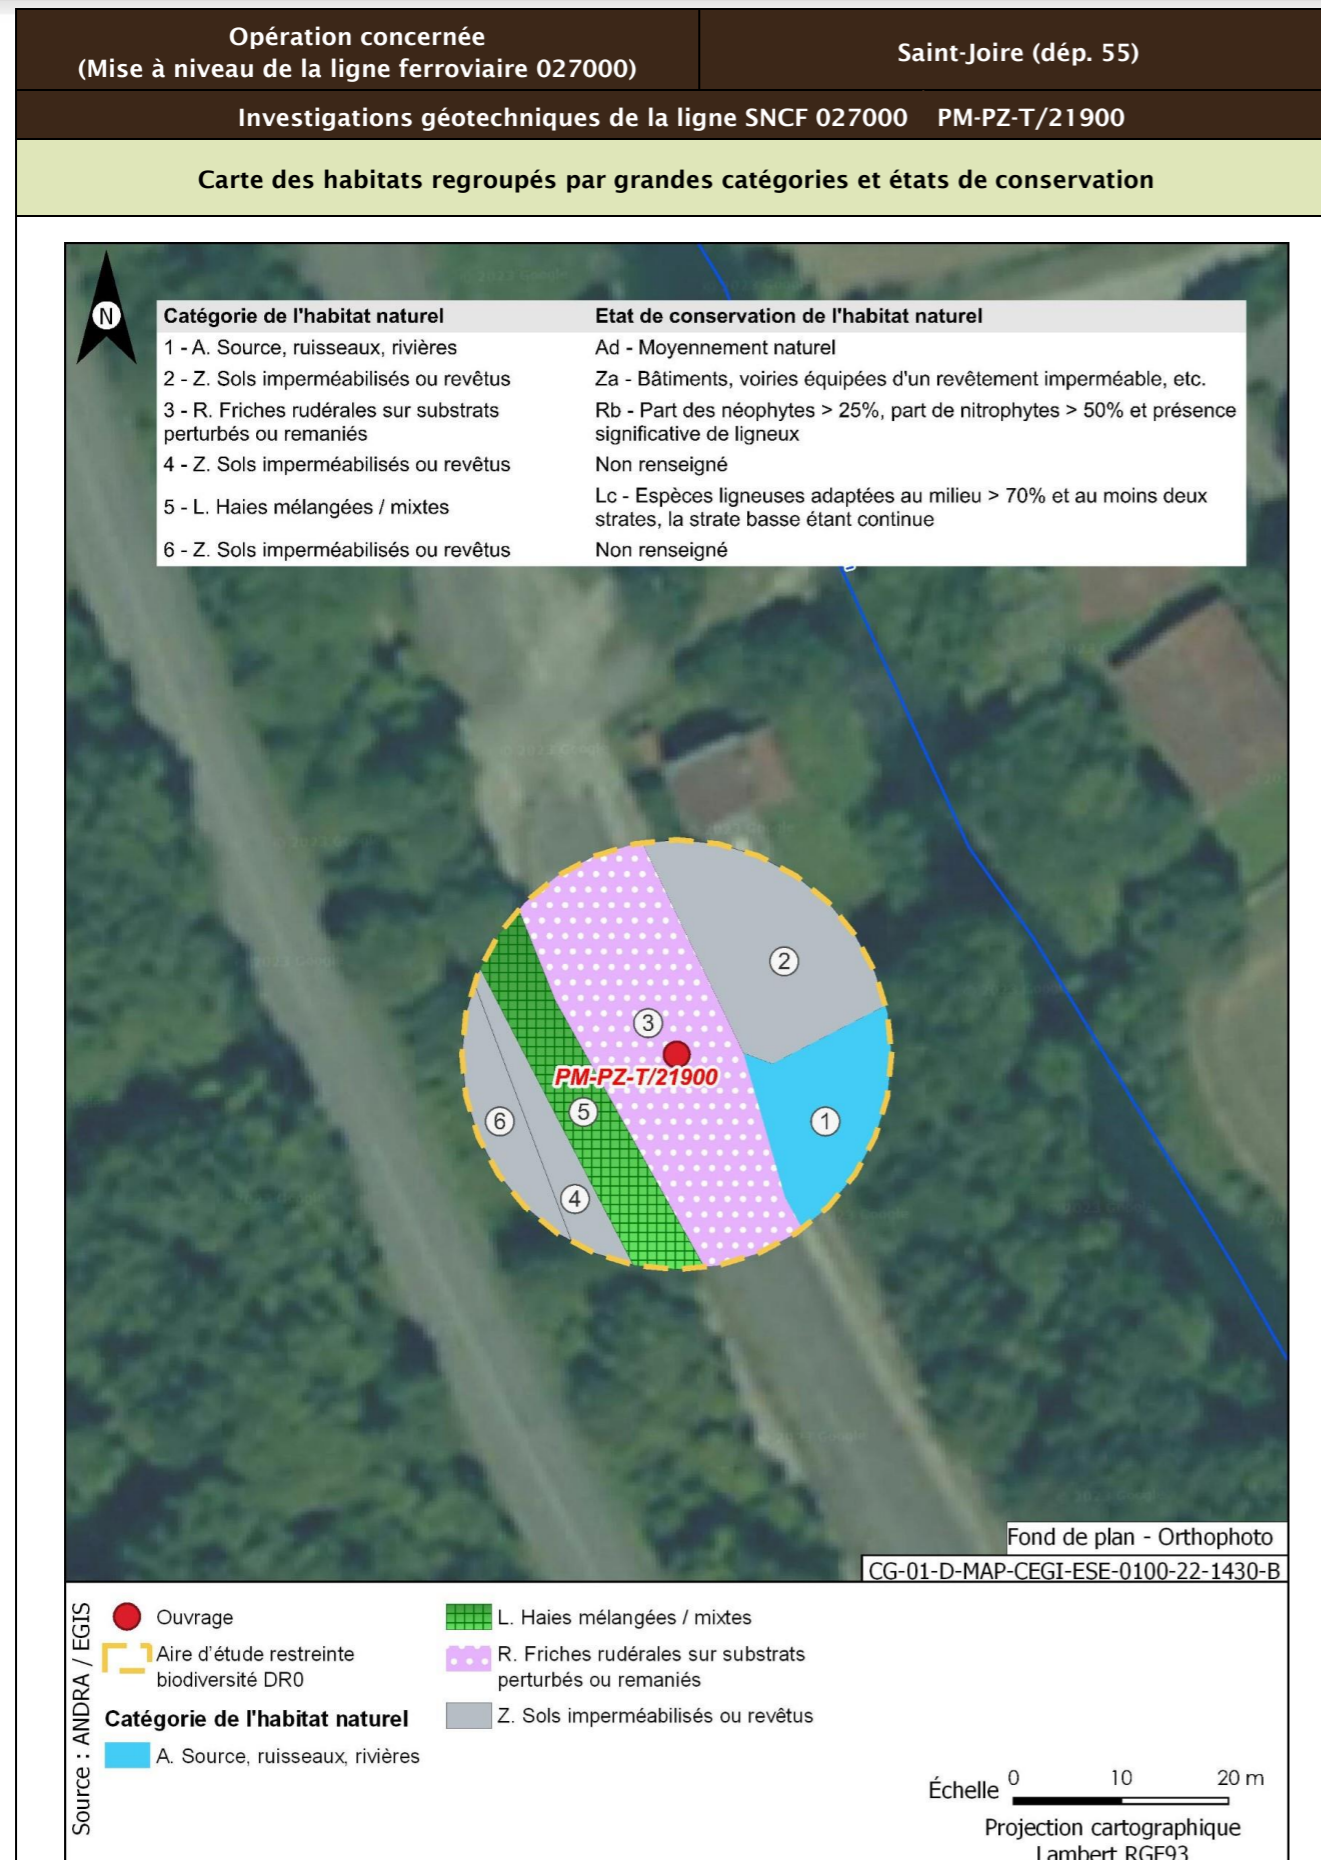 Opération concernée
(Mise à niveau de la ligne ferroviaire 027000)
Saint-Joire (dép. 55)
Investigations géotechniques de la ligne SNCF 027000 PM-PZ-T/21900
Carte des habitats regroupés par grandes catégories et états de conservation
N
Catégorie de l'habitat naturel
Etat de conservation de l'habitat naturel
1 - A. Source, ruisseaux, rivières
Ad - Moyennement naturel
2 - Z. Sols imperméabilisés ou revêtus
Za - Bâtiments, voiries équipées d'un revêtement imperméable, etc.
3 - R. Friches rudérales sur substrats
perturbés ou remaniés
Rb - Part des néophytes > 25%, part de nitrophytes > 50% et présence
significative de ligneux
4 - Z. Sols imperméabilisés ou revêtus
Non renseigné
5 - L. Haies mélangées / mixtes
Lc - Espèces ligneuses adaptées au milieu > 70% et au moins deux
strates, la strate basse étant continue
6 - Z. Sols imperméabilisés ou revêtus
Non renseigné
2
3
PM-PZ-T/21900
5
1
6
4
Fond de plan - Orthophoto
CG-01-D-MAP-CEGI-ESE-0100-22-1430-B
Source : ANDRA / EGIS
Ouvrage
Aire d'étude restreinte
biodiversité DR0
Catégorie de l'habitat naturel
A. Source, ruisseaux, rivières
L. Haies mélangées / mixtes
R. Friches rudérales sur substrats
perturbés ou remaniés
Z. Sols imperméabilisés ou revêtus
Échelle 0 10 20 m
Projection cartographique
Lambert RGF93